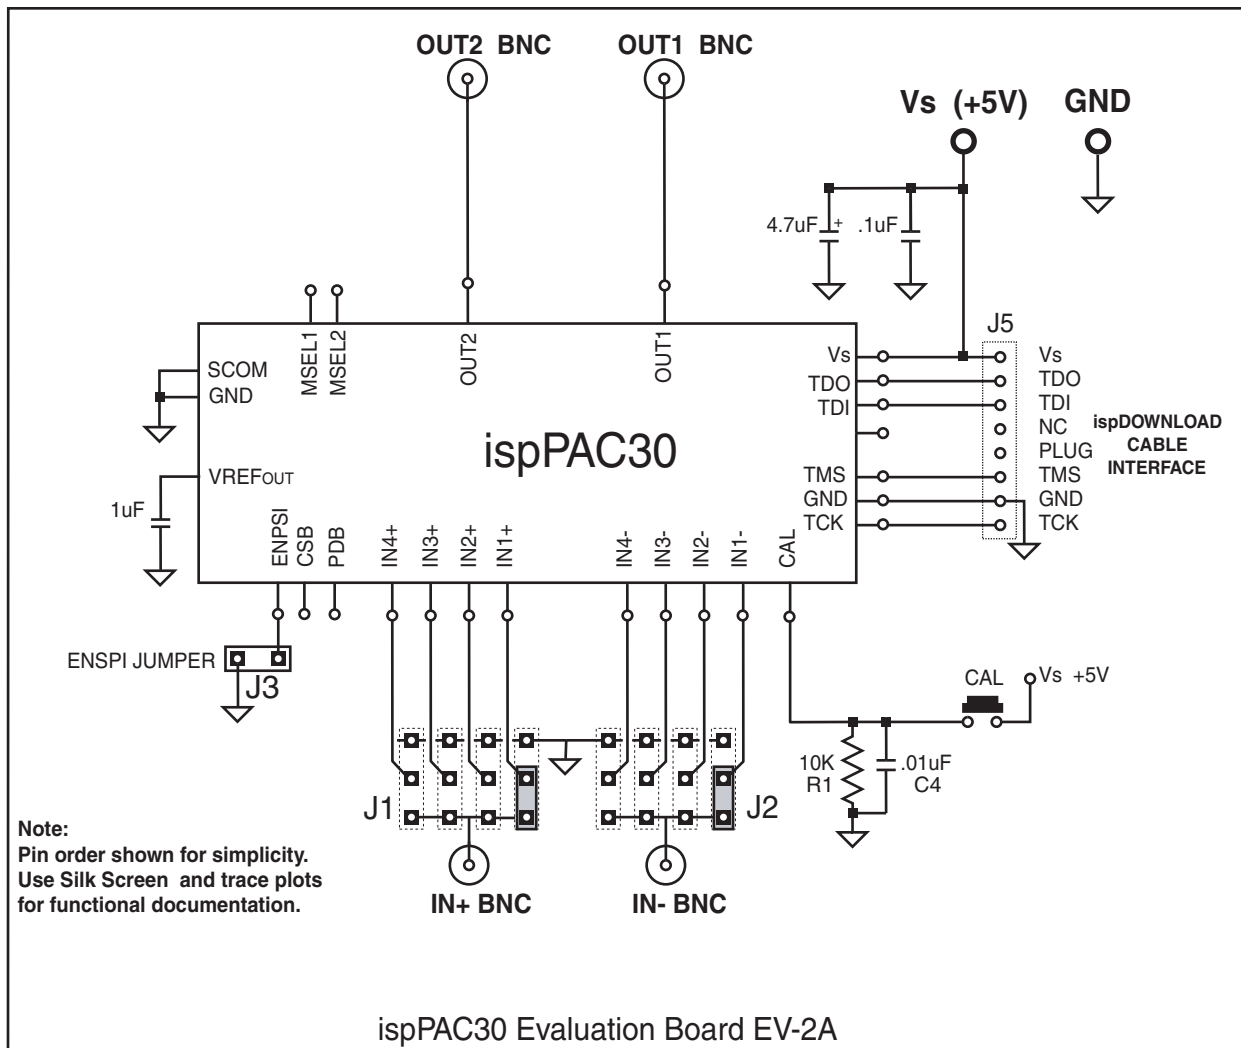 OUT2 BNC
OUT1 BNC
Vs (+5V)
GND
4.7uF
+
.1uF
MSEL1
MSEL2
OUT2
OUT1
J5
SCOM
GND
Vs
TDO
TDI
Vs
TDO
TDI
NC
PLUG
TMS
GND
TCK
ispDOWNLOAD
CABLE
INTERFACE
ispPAC30
VREFOUT
TMS
GND
TCK
1uF
ENPSI
CSB
PDB
IN4+
IN3+
IN2+
IN1+
IN4-
IN3-
IN2-
IN1-
CAL
ENSPI JUMPER
J3
CAL
Vs +5V
10K
R1
.01uF
C4
J1
J2
Note:
Pin order shown for simplicity.
Use Silk Screen and trace plots
for functional documentation.
IN+ BNC
IN- BNC
ispPAC30 Evaluation Board EV-2A